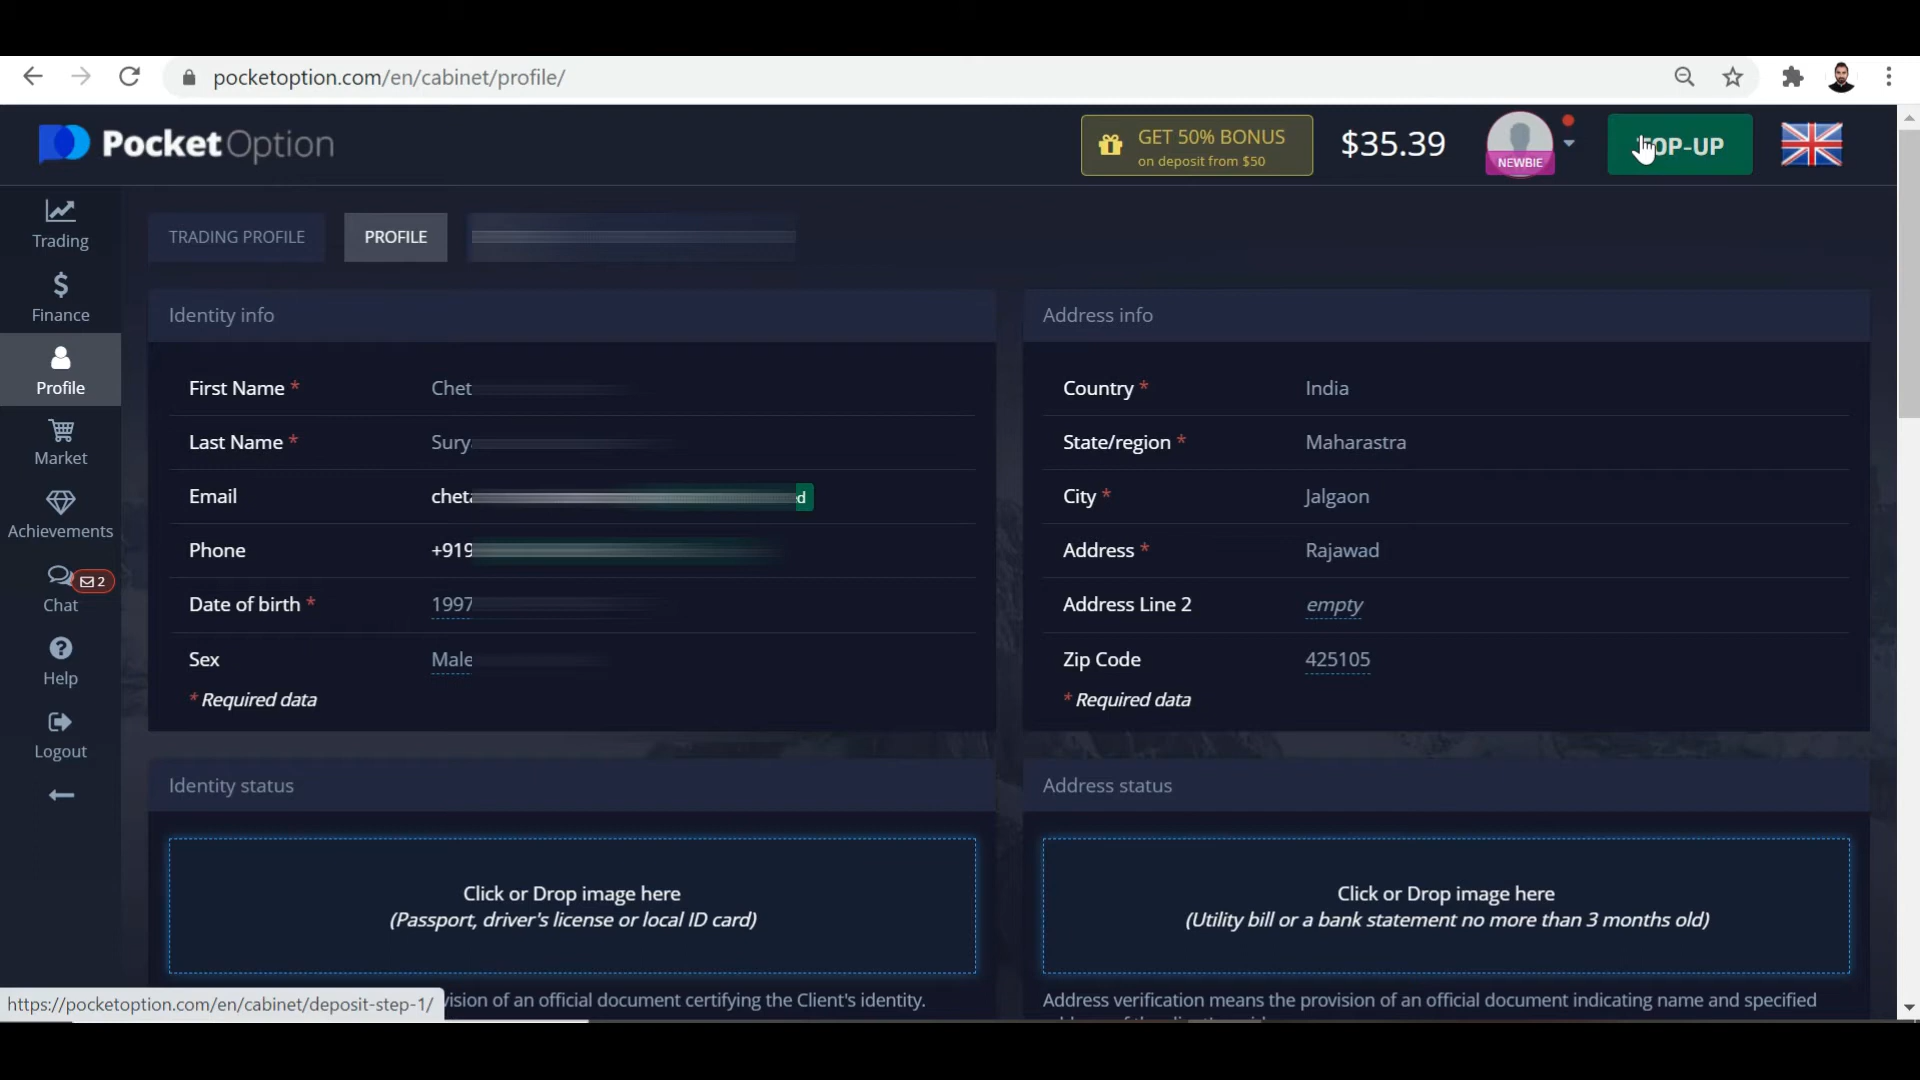 pocketoption.com/en/cabinet/profile/
PocketOption
GET 50% BONUS
on deposit from $50
$35.39
NEWBIE
TOP-UP
Trading
Finance
Profile
Market
Achievements
Chat
2
Help
Logout
TRADING PROFILE
PROFILE
Identity info
First Name *
Chet
Last Name *
Sury
Email
cheta
Phone
+919
Date of birth *
1997
Sex
Male
* Required data
Address info
Country *
India
State/region *
Maharastra
City *
Jalgaon
Address *
Rajawad
Address Line 2
empty
Zip Code
425105
* Required data
Identity status
Click or Drop image here
(Passport, driver's license or local ID card)
of an official document certifying the Client's identity.
Address status
Click or Drop image here
(Utility bill or a bank statement no more than 3 months old)
Address verification means the provision of an official document indicating name and specified
https://pocketoption.com/en/cabinet/deposit-step-1/